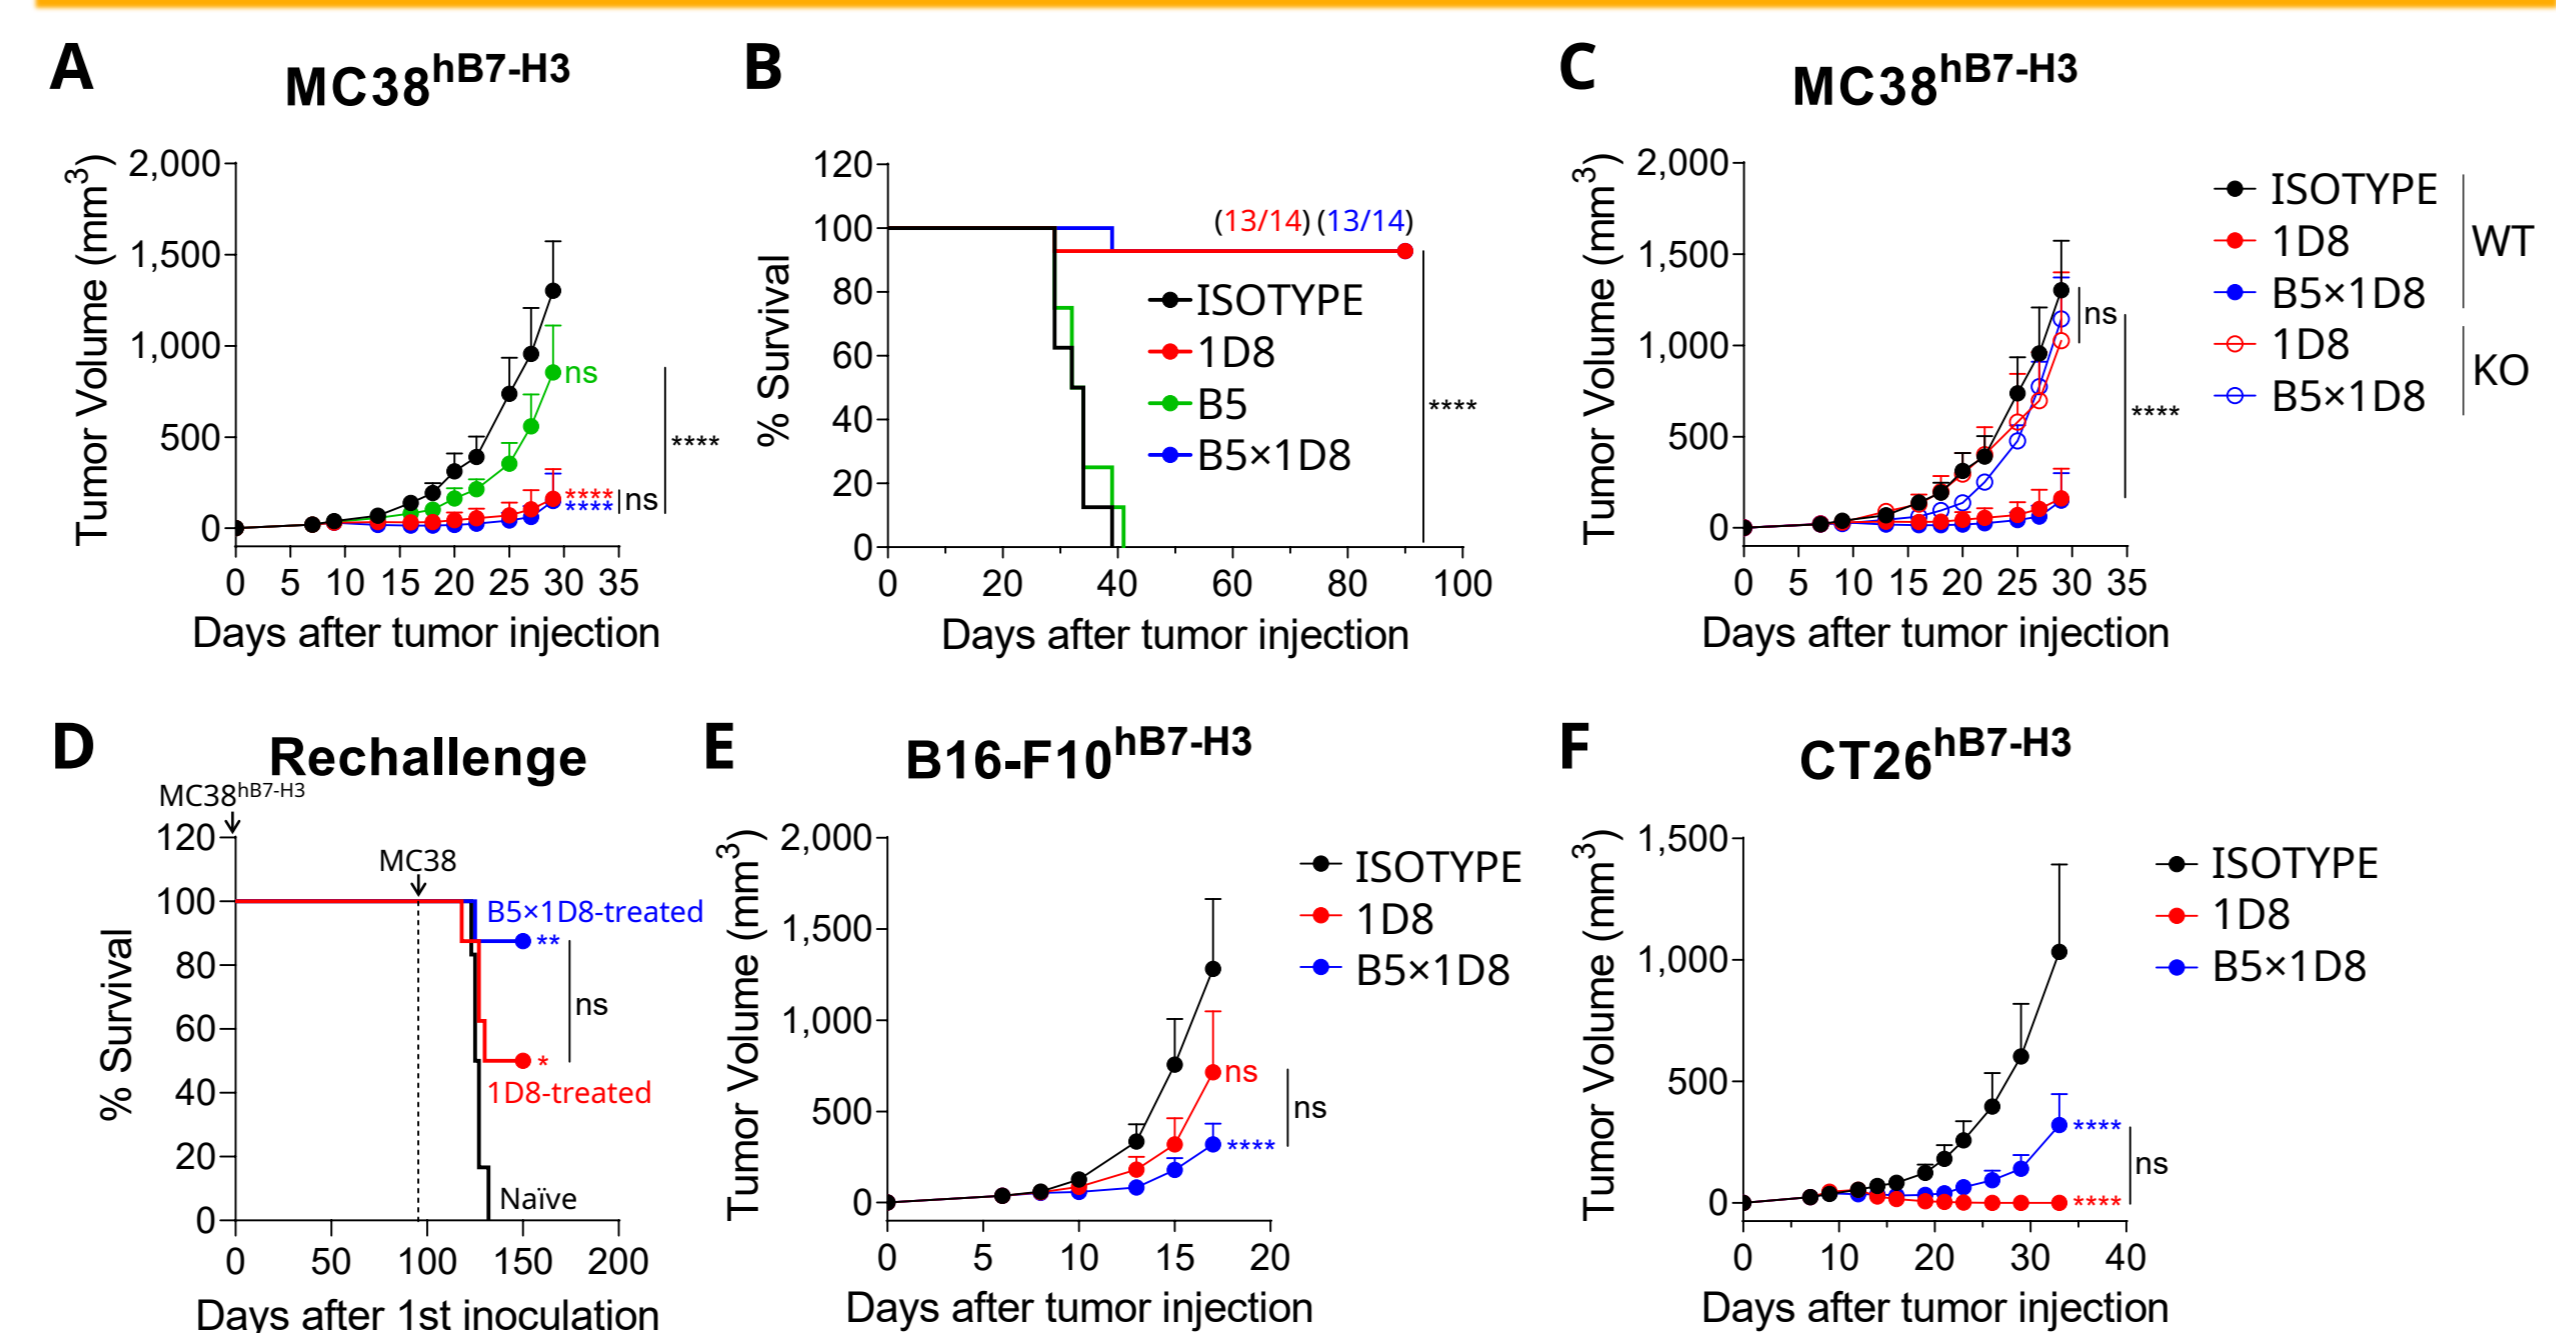 A
MC38hB7-H3
Tumor Volume (mm3)
2,000
1,500
1,000
500
0
ns
****
****
ns
****
0 5 10 15 20 25 30 35
Days after tumor injection
B
% Survival
120
100
80
60
40
20
0
(13/14) (13/14)
ISOTYPE
1D8
B5
B5×1D8
****
0 20 40 60 80 100
Days after tumor injection
C
MC38hB7-H3
Tumor Volume (mm3)
2,000
1,500
1,000
500
0
ns
****
0 5 10 15 20 25 30 35
Days after tumor injection
ISOTYPE
1D8
B5×1D8
WT
1D8
B5×1D8
KO
D
Rechallenge
MC38hB7-H3
MC38
% Survival
120
100
80
60
40
20
0
B5×1D8-treated
**
ns
*
1D8-treated
Naïve
0 50 100 150 200
Days after 1st inoculation
E
B16-F10hB7-H3
Tumor Volume (mm3)
2,000
1,500
1,000
500
0
ns
****
ns
0 5 10 15 20
Days after tumor injection
ISOTYPE
1D8
B5×1D8
F
CT26hB7-H3
Tumor Volume (mm3)
1,500
1,000
500
0
****
ns
****
0 10 20 30 40
Days after tumor injection
ISOTYPE
1D8
B5×1D8